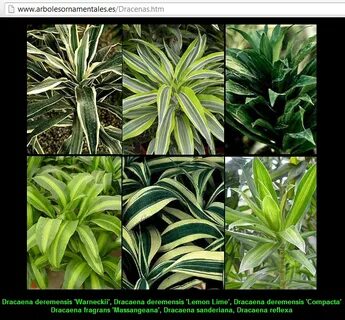 www.arbolesornamentales.es/Dracenas.htm
Dracaena deremensis 'Warneckii', Dracaena deremensis 'Lemon Lime', Dracaena deremensis 'Compacta'
Dracaena fragrans 'Massangeana', Dracaena sanderiana, Dracaena reflexa